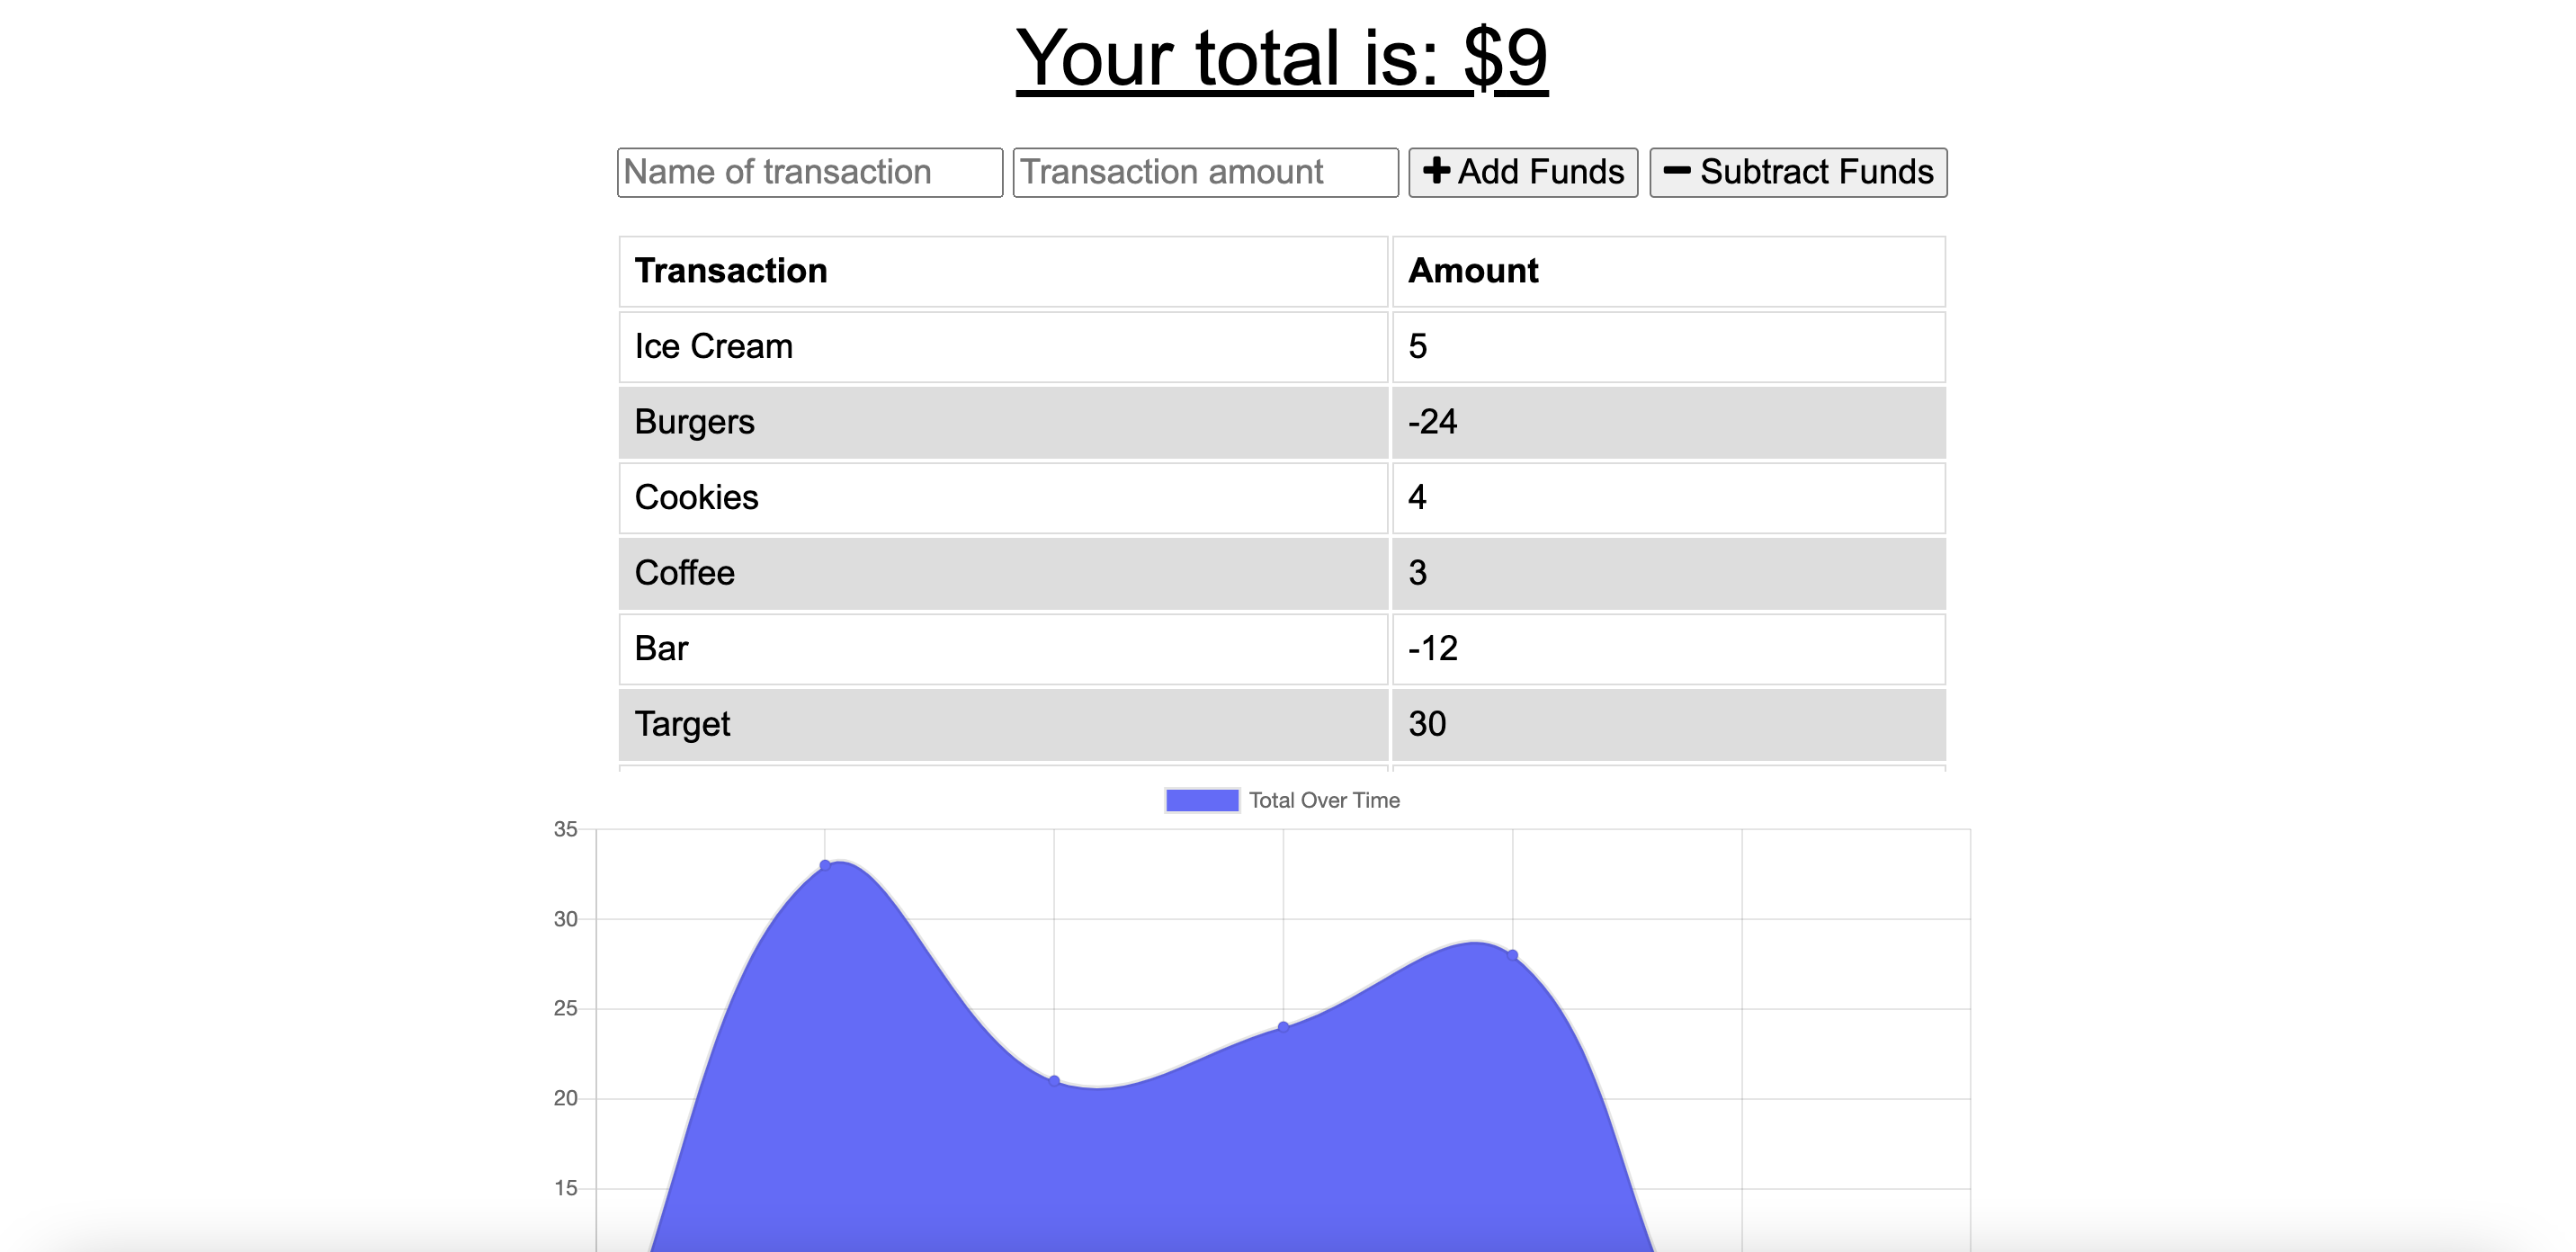 Your total is: $9
Name of transaction Transaction amount Add Funds Subtract Funds
Transaction Amount
Ice Cream 5
Burgers -24
Cookies 4
Coffee 3
Bar -12
Target 30
Total Over Time
35
30
25
20
15